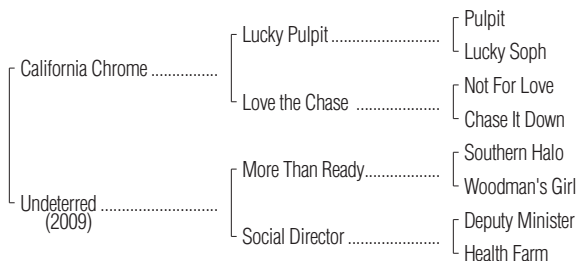 Pulpit
Lucky Pulpit
Lucky Soph
California Chrome
Not For Love
Love the Chase
Chase It Down
Southern Halo
More Than Ready
Woodman's Girl
Undeterred
(2009)
Deputy Minister
Social Director
Health Farm